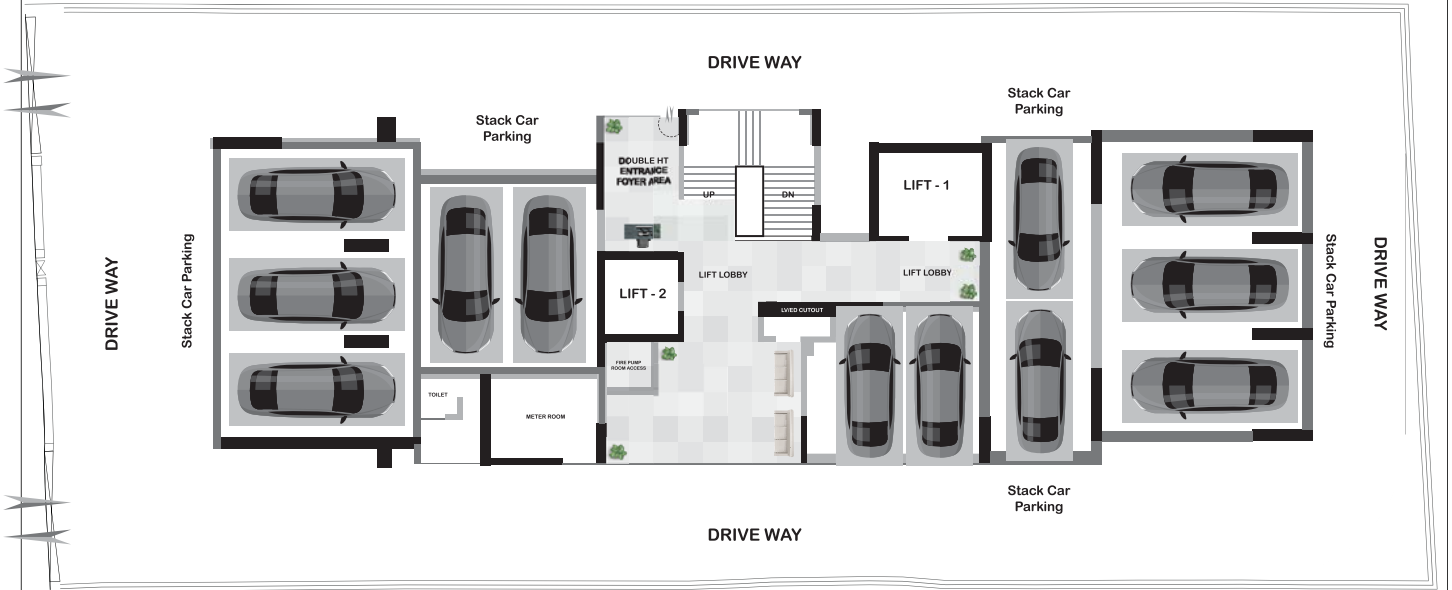 DRIVE WAY
Stack Car
Parking
Stack Car
Parking
DOUBLE HT
ENTRANCE
FOYER AREA
UP
DN
LIFT - 1
Stack Car Parking
DRIVE WAY
LIFT LOBBY
LIFT LOBBY
LIFT - 2
LV/ED CUTOUT
Stack Car Parking
DRIVE WAY
FIRE PUMP
ROOM ACCESS
TOILET
METER ROOM
Stack Car
Parking
DRIVE WAY